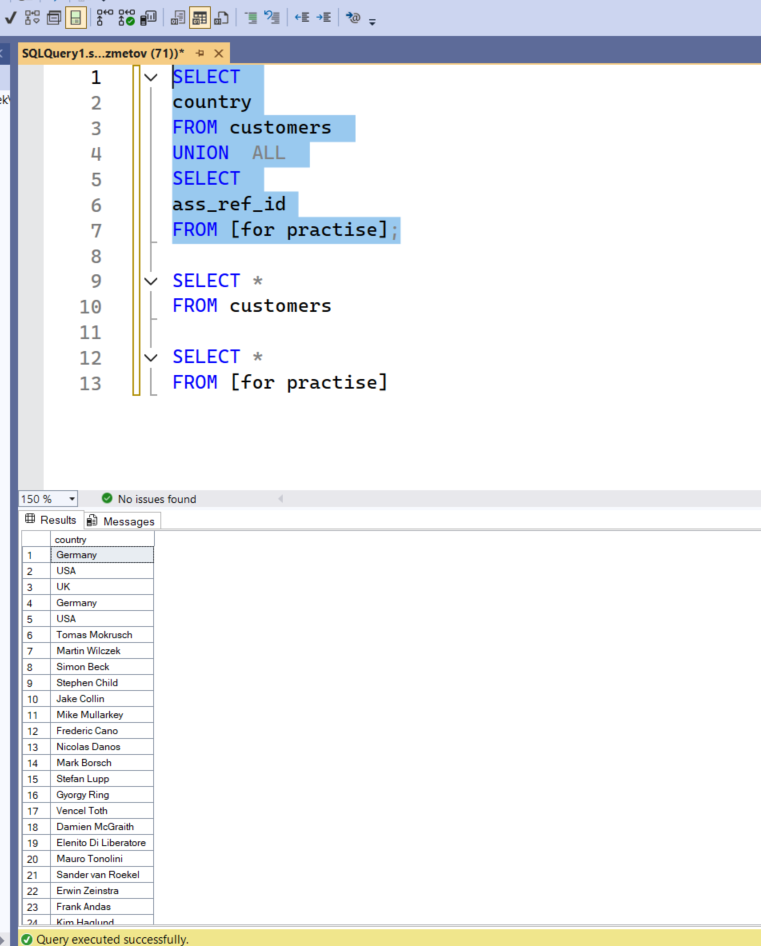 SQLQuery1.s...zmetov (71))*
1 SELECT
2 country
3 FROM customers
4 UNION ALL
5 SELECT
6 ass_ref_id
7 FROM [for practise];
8
9 SELECT *
10 FROM customers
11
12 SELECT *
13 FROM [for practise]
150 %
No issues found
Results
Messages
country
1 Germany
2 USA
3 UK
4 Germany
5 USA
6 Tomas Mokrusch
7 Martin Wilczek
8 Simon Beck
9 Stephen Child
10 Jake Collin
11 Mike Mullarkey
12 Frederic Cano
13 Nicolas Danos
14 Mark Borsch
15 Stefan Lupp
16 Gyorgy Ring
17 Vencel Toth
18 Damien McGraith
19 Elenito Di Liberatore
20 Mauro Tonolini
21 Sander van Roekel
22 Erwin Zeinstra
23 Frank Andas
24 Kim Haglund
Query executed successfully.